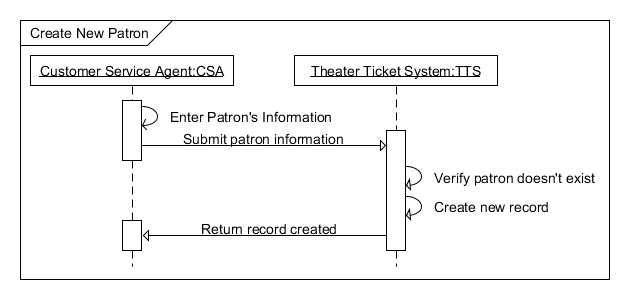 Create New Patron
Customer Service Agent:CSA
Theater Ticket System:TTS
Enter Patron's Information
Submit patron information
Verify patron doesn't exist
Create new record
Return record created